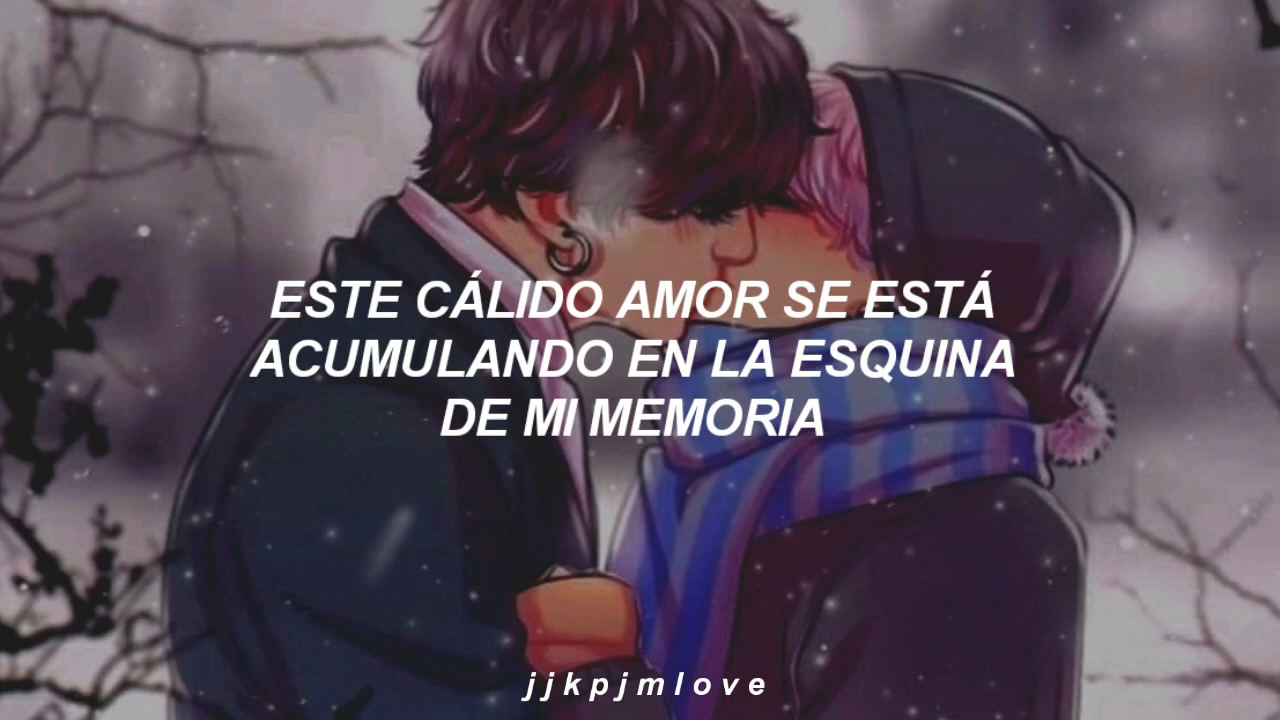 ESTE CÁLIDO AMOR SE ESTÁ
ACUMULANDO EN LA ESQUINA
DE MI MEMORIA
jjkpjmlove